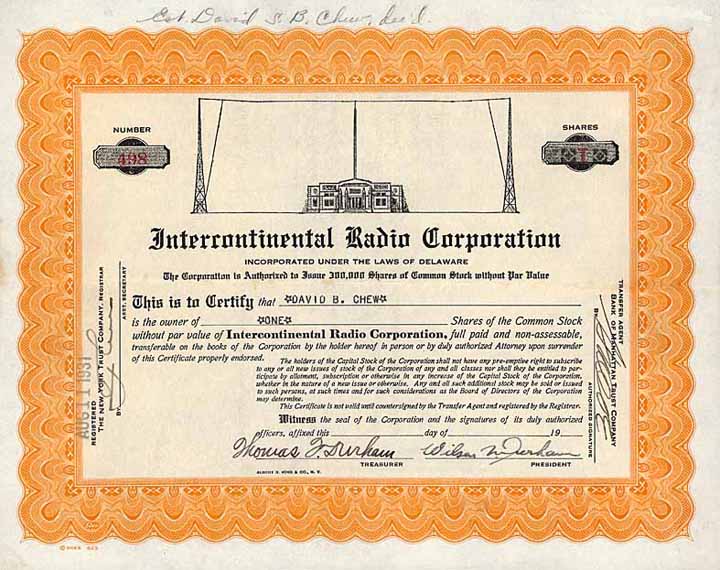 Est. David S. B. Chew, dec'd.
NUMBER
498
SHARES
1
Intercontinental Radio Corporation
INCORPORATED UNDER THE LAWS OF DELAWARE
The Corporation is Authorized to Issue 300,000 Shares of Common Stock without Par Value
This is to Certify that ☆DAVID B. CHEW☆
is the owner of ☆ONE☆ Shares of the Common Stock
without par value of Intercontinental Radio Corporation, full paid and non-assessable,
transferable on the books of the Corporation by the holder hereof in person or by duly authorized Attorney upon surrender
of this Certificate properly endorsed.
The holders of the Capital Stock of the Corporation shall not have any pre-emptive right to subscribe
to any or all new issues of stock of the Corporation of any and all classes nor shall they be entitled to par-
ticipate by allotment, subscription or otherwise in any increase of the Capital Stock of the Corporation,
whether in the nature of a new issue or otherwise. Any and all such additional stock may be sold or issued
to such persons, at such times and for such considerations as the Board of Directors of the Corporation
may determine.
This Certificate is not valid until countersigned by the Transfer Agent and registered by the Registrar.
Witness the seal of the Corporation and the signatures of its duly authorized
officers, affixed this day of 19
Thomas F. Durham
TREASURER
Wilson M. Durham
PRESIDENT
REGISTERED AUG 11 1931
THE NEW YORK TRUST COMPANY, REGISTRAR
BY
ASST. SECRETARY
TRANSFER AGENT
BANK OF MANHATTAN TRUST COMPANY
BY
AUTHORIZED SIGNATURE